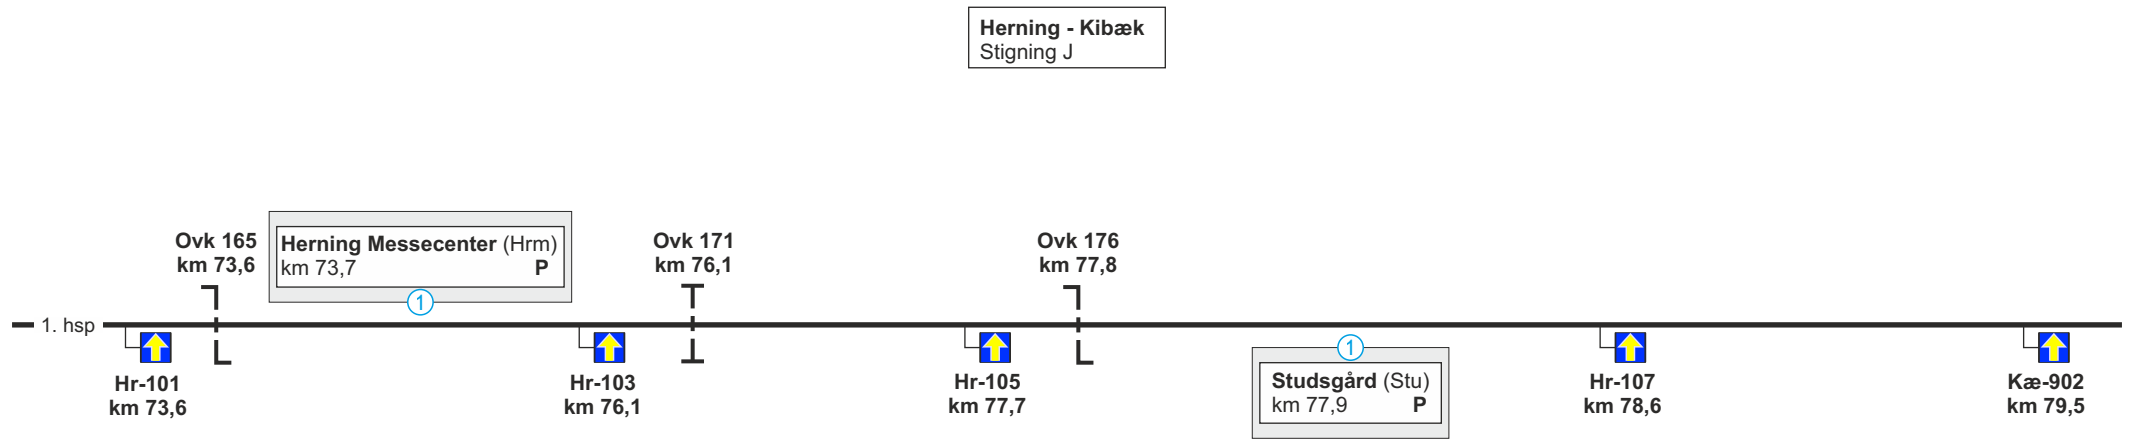 Herning - Kibæk
Stigning J
Ovk 165
km 73,6
Herning Messecenter (Hrm)
km 73,7 P
1
Ovk 171
km 76,1
Ovk 176
km 77,8
1. hsp
Hr-101
km 73,6
Hr-103
km 76,1
Hr-105
km 77,7
1
Studsgård (Stu)
km 77,9 P
Hr-107
km 78,6
Kæ-902
km 79,5